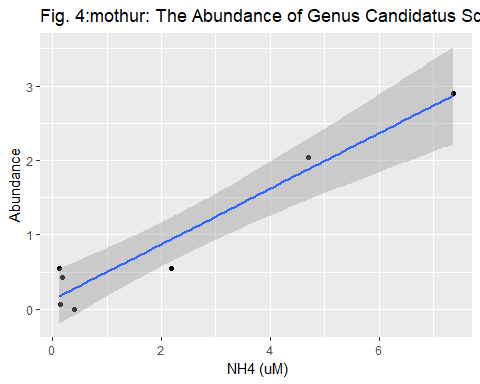 Fig. 4:mothur: The Abundance of Genus Candidatus Sc
3
2
1
0
Abundance
0 2 4 6
NH4 (uM)